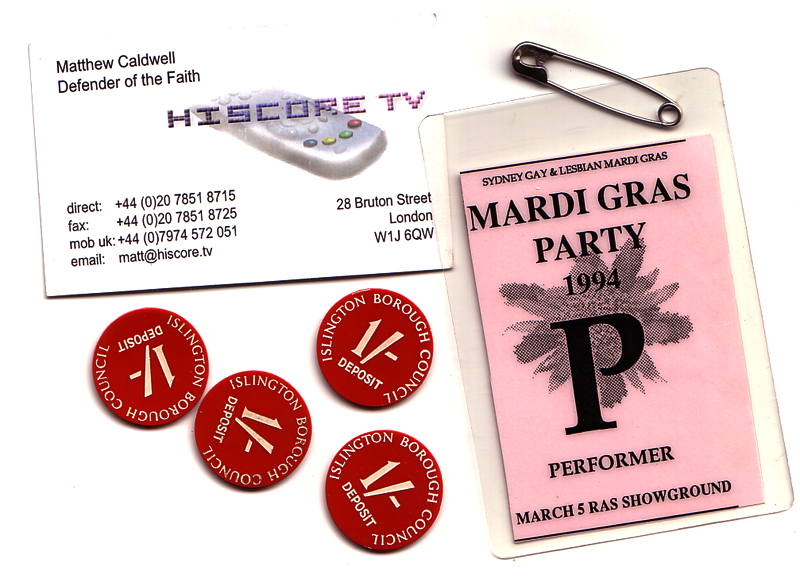 Matthew Caldwell
Defender of the Faith
HISCORE TV
direct: +44 (0)20 7851 8715
fax: +44 (0)20 7851 8725
mob uk: +44 (0)7974 572 051
email: matt@hiscore.tv
28 Bruton Street
London
W1J 6QW
SYDNEY GAY & LESBIAN MARDI GRAS
MARDI GRAS
PARTY
1994
P
PERFORMER
MARCH 5 RAS SHOWGROUND
ISLINGTON BOROUGH COUNCIL
1/-
DEPOSIT
ISLINGTON BOROUGH COUNCIL
1/-
DEPOSIT
ISLINGTON BOROUGH COUNCIL
1/-
DEPOSIT
ISLINGTON BOROUGH COUNCIL
1/-
DEPOSIT